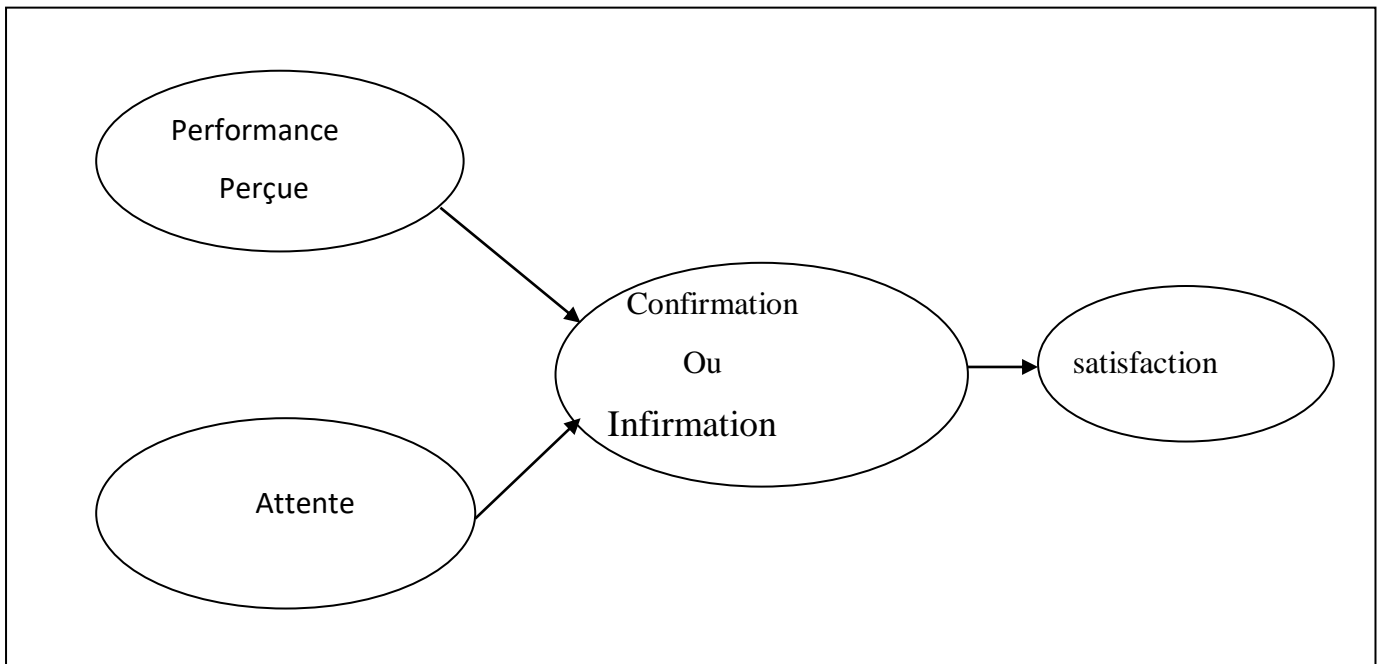 Performance
Perçue
Confirmation
Ou
Infirmation
satisfaction
Attente